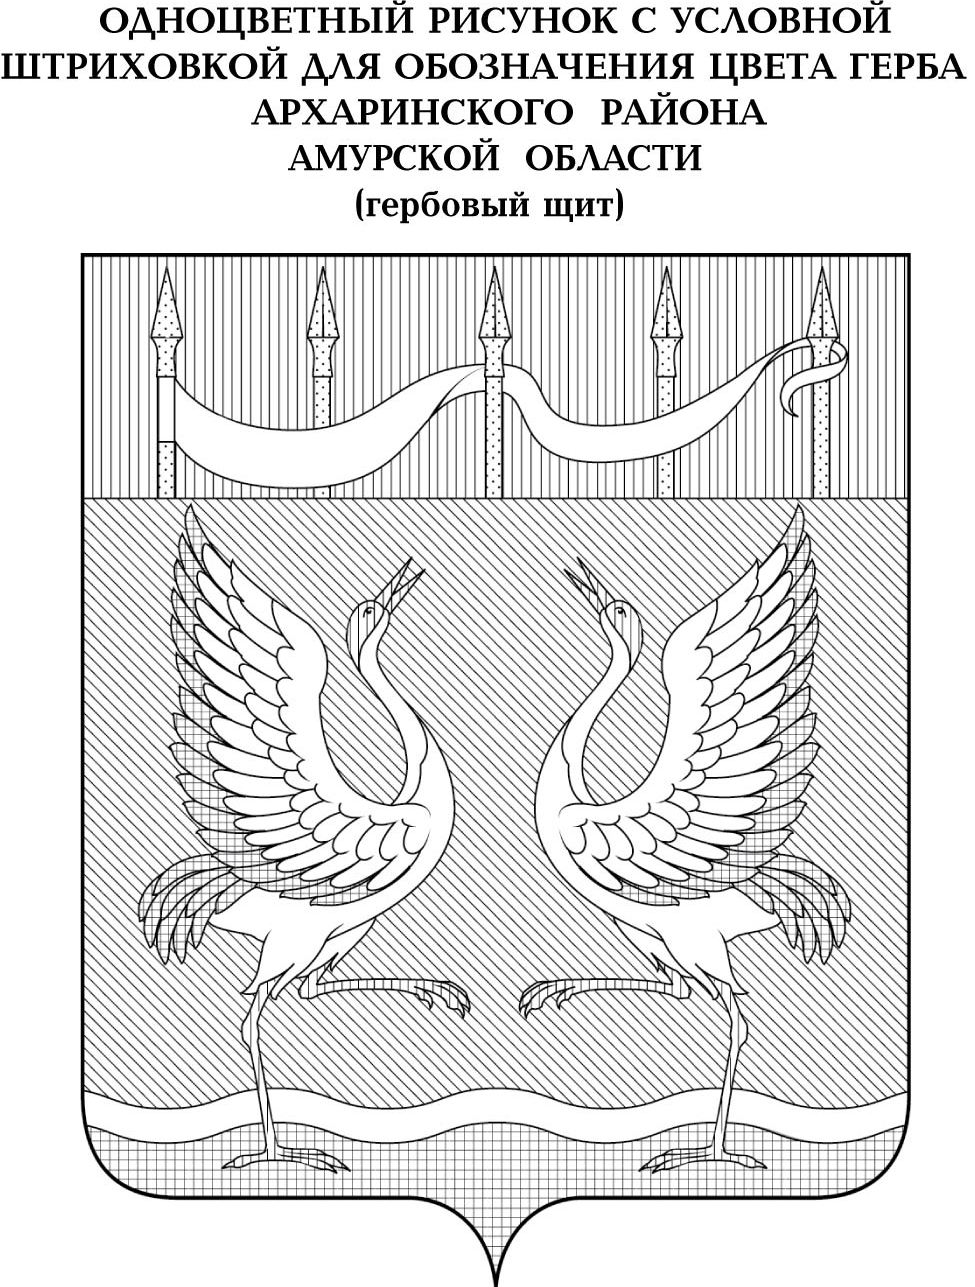 ОДНОЦВЕТНЫЙ РИСУНОК С УСЛОВНОЙ
ШТРИХОВКОЙ ДЛЯ ОБОЗНАЧЕНИЯ ЦВЕТА ГЕРБА
АРХАРИНСКОГО РАЙОНА
АМУРСКОЙ ОБЛАСТИ
(гербовый щит)